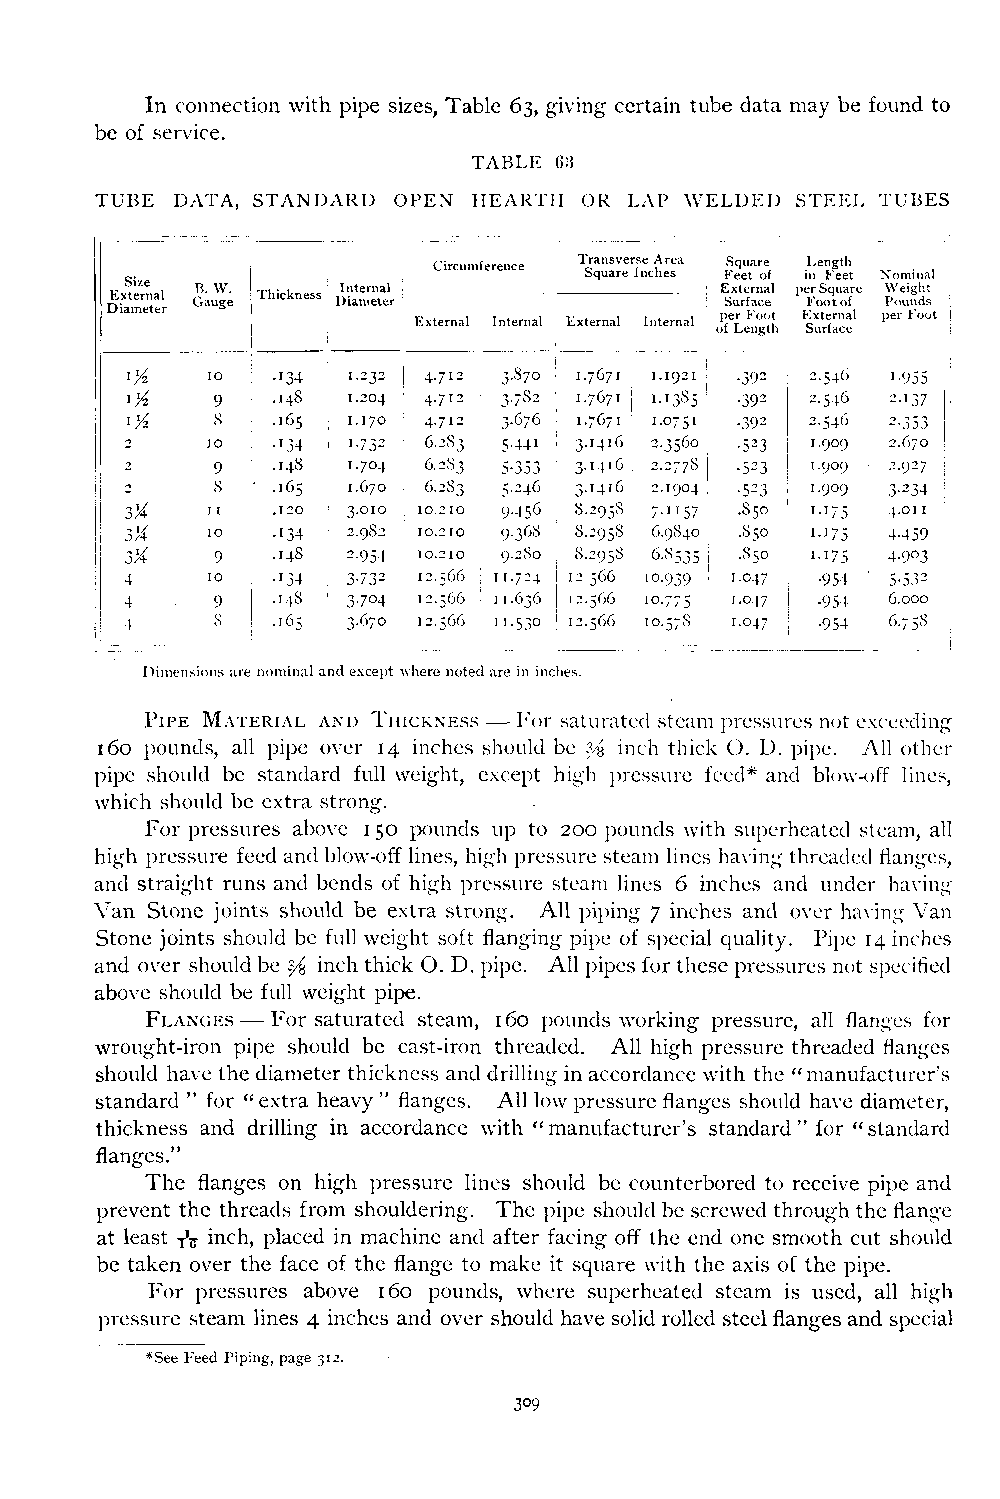 In connection with pipe sizes, Table 63, giving certain tube data may be found to
be of service.
TABLE 63
TUBE DATA, STANDARD OPEN HEARTH OR LAP WELDED STEEL TUBES
Size External Diameter | B. W. Gauge | Thickness | Internal Diameter | Circumference External | Circumference Internal | Transverse Area Square Inches External | Transverse Area Square Inches Internal | Square Feet of External Surface per Foot of Length | Length in Feet per Square Foot of External Surface | Nominal Weight Pounds per Foot
1½ 10 .134 1.232 4.712 3.870 1.7671 1.1921 .392 2.546 1.955
1½ 9 .148 1.204 4.712 3.782 1.7671 1.1385 .392 2.546 2.137
1½ 8 .165 1.170 4.712 3.676 1.7671 1.0751 .392 2.546 2.353
2 10 .134 1.732 6.283 5.441 3.1416 2.3560 .523 1.909 2.670
2 9 .148 1.704 6.283 5.353 3.1416 2.2778 .523 1.909 2.927
2 8 .165 1.670 6.283 5.246 3.1416 2.1904 .523 1.909 3.234
3¼ 11 .120 3.010 10.210 9.456 8.2958 7.1157 .850 1.175 4.011
3¼ 10 .134 2.982 10.210 9.368 8.2958 6.9840 .850 1.175 4.459
3¼ 9 .148 2.954 10.210 9.280 8.2958 6.8535 .850 1.175 4.903
4 10 .134 3.732 12.566 11.724 12 566 10.939 1.047 .954 5.532
4 9 .148 3.704 12.566 11.636 12.566 10.775 1.047 .954 6.000
4 8 .165 3.670 12.566 11.530 12.566 10.578 1.047 .954 6.758
Dimensions are nominal and except where noted are in inches.
PIPE MATERIAL AND THICKNESS — For saturated steam pressures not exceeding
160 pounds, all pipe over 14 inches should be ⅜ inch thick O. D. pipe. All other
pipe should be standard full weight, except high pressure feed* and blow-off lines,
which should be extra strong.
For pressures above 150 pounds up to 200 pounds with superheated steam, all
high pressure feed and blow-off lines, high pressure steam lines having threaded flanges,
and straight runs and bends of high pressure steam lines 6 inches and under having
Van Stone joints should be extra strong. All piping 7 inches and over having Van
Stone joints should be full weight soft flanging pipe of special quality. Pipe 14 inches
and over should be ⅜ inch thick O. D. pipe. All pipes for these pressures not specified
above should be full weight pipe.
FLANGES — For saturated steam, 160 pounds working pressure, all flanges for
wrought-iron pipe should be cast-iron threaded. All high pressure threaded flanges
should have the diameter thickness and drilling in accordance with the “manufacturer's
standard” for “extra heavy” flanges. All low pressure flanges should have diameter,
thickness and drilling in accordance with “manufacturer's standard” for “standard
flanges.”
The flanges on high pressure lines should be counterbored to receive pipe and
prevent the threads from shouldering. The pipe should be screwed through the flange
at least 1/16 inch, placed in machine and after facing off the end one smooth cut should
be taken over the face of the flange to make it square with the axis of the pipe.
For pressures above 160 pounds, where superheated steam is used, all high
pressure steam lines 4 inches and over should have solid rolled steel flanges and special
*See Feed Piping, page 312.
309